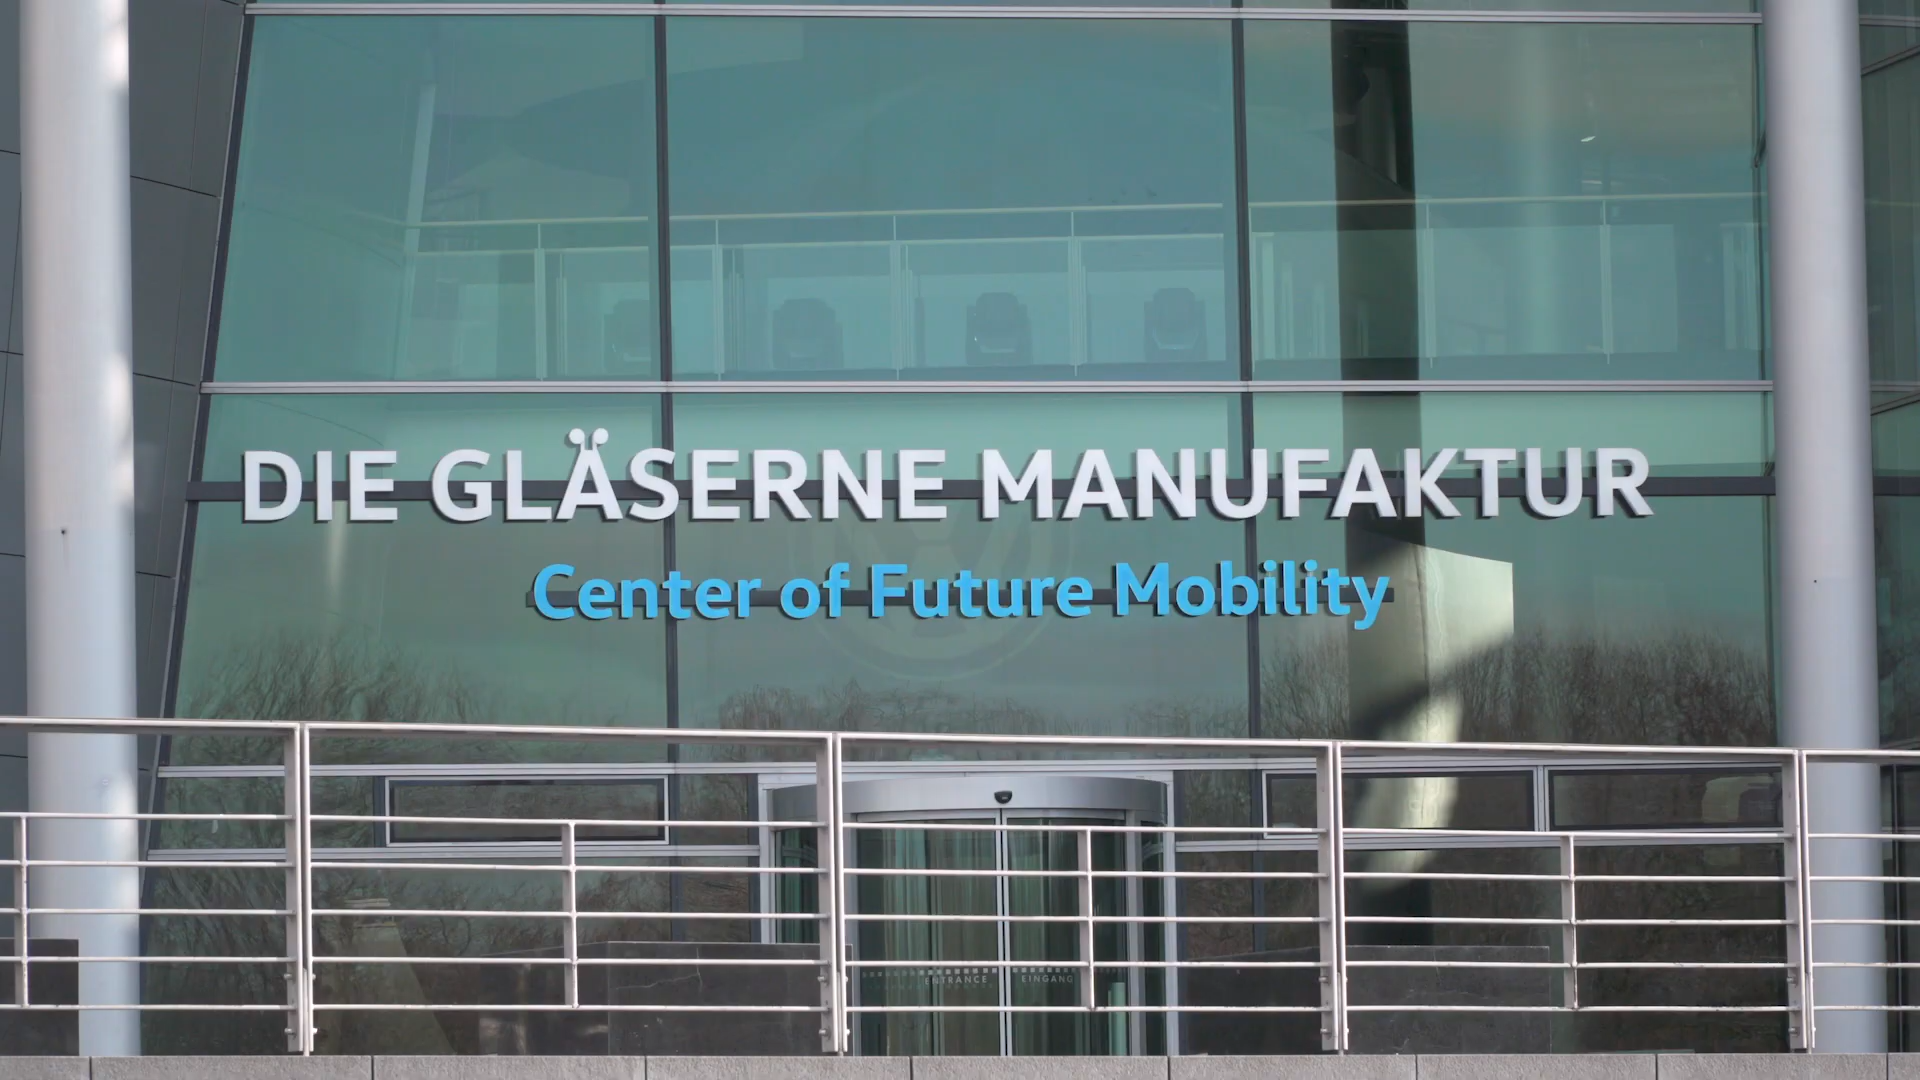 DIE GLÄSERNE MANUFAKTUR
Center of Future Mobility
ENTRANCE EINGANG